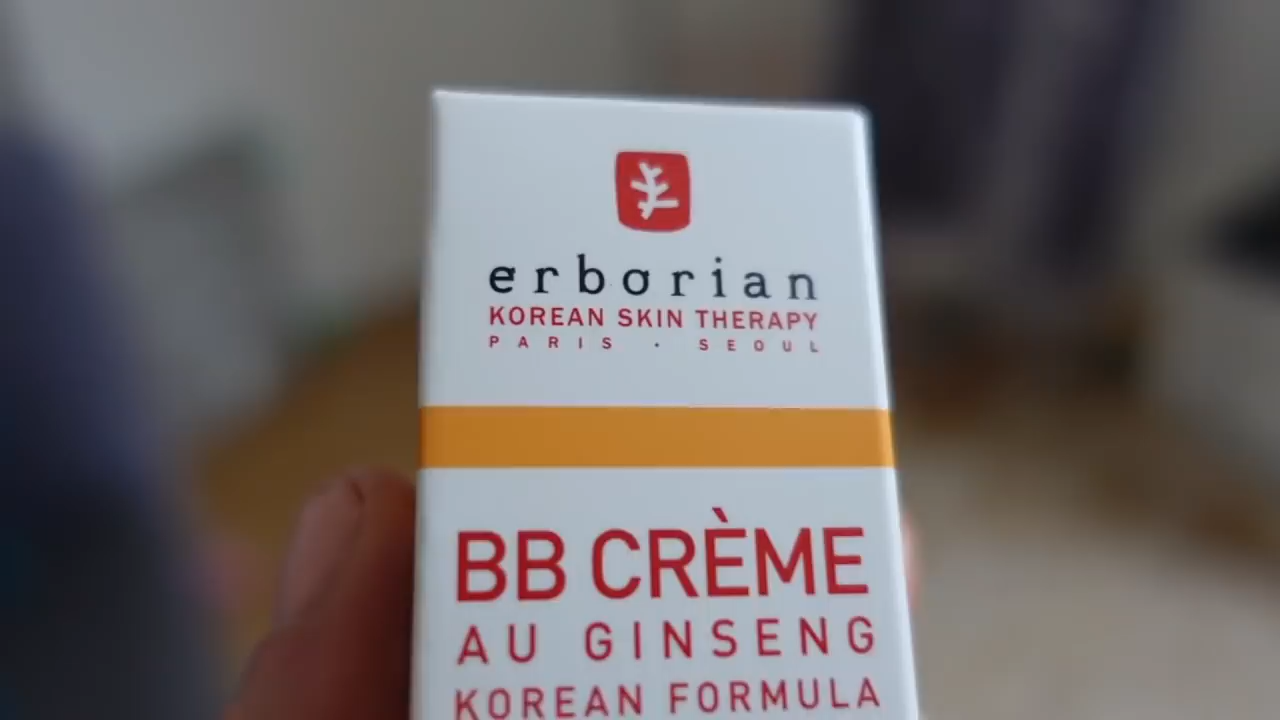 erborian
KOREAN SKIN THERAPY
PARIS · SEOUL
BB CRÈME
AU GINSENG
KOREAN FORMULA